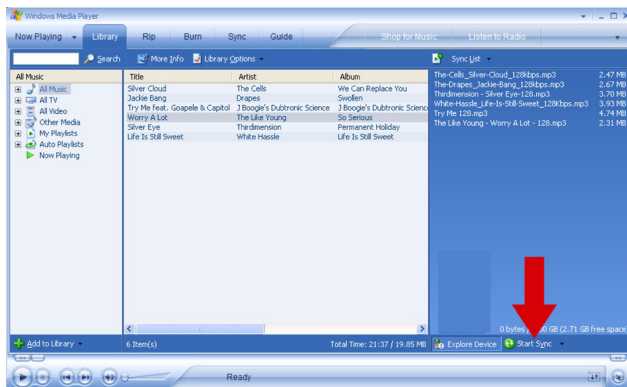 Windows Media Player
Now Playing Library Rip Burn Sync Guide Shop for Music Listen to Radio
Search More Info Library Options Sync List
All Music
All Music
All TV
All Video
Other Media
My Playlists
Auto Playlists
Now Playing
Title Artist Album
Silver Cloud The Cells We Can Replace You
Jackie Bang Drapes Swollen
Try Me feat. Goapele & Capitol J Boogie's Dubtronic Science J Boogie's Dubtronic Scienc
Worry A Lot The Like Young So Serious
Silver Eye Thirdimension Permanent Holiday
Life Is Still Sweet White Hassle Life Is Still Sweet
The-Cells_Silver-Cloud_128kbps.mp3 2.47 MB
The-Drapes_Jackie-Bang_128kbps.mp3 2.67 MB
Thirdimension - Silver Eye-128.mp3 3.70 MB
White-Hassle_Life-Is-Still-Sweet_128kbps.mp3 3.93 MB
Try Me 128.mp3 4.74 MB
The Like Young - Worry A Lot - 128.mp3 2.31 MB
0 bytes GB (2.71 GB free space
Add to Library 6 Item(s) Total Time: 21:37 / 19.85 MB Explore Device Start Sync
Ready